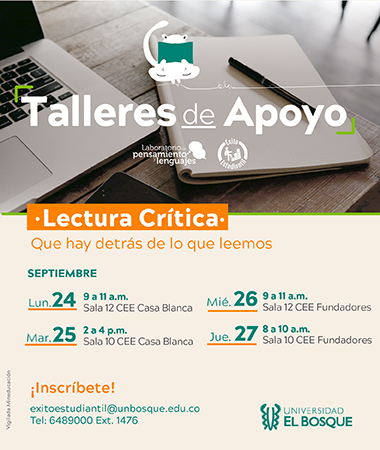 Talleres de Apoyo
Laboratorio de
pensamiento y
lenguajes
Éxito
Estudiantil
·Lectura Crítica·
Que hay detrás de lo que leemos
SEPTIEMBRE
Lun. 24 9 a 11 a.m.
Sala 12 CEE Casa Blanca
Mié. 26 9 a 11 a.m.
Sala 12 CEE Fundadores
Mar. 25 2 a 4 p.m.
Sala 10 CEE Casa Blanca
Jue. 27 8 a 10 a.m.
Sala 10 CEE Fundadores
¡Inscríbete!
exitoestudiantil@unbosque.edu.co
Tel: 6489000 Ext. 1476
UNIVERSIDAD
EL BOSQUE
Vigilada Mineducación